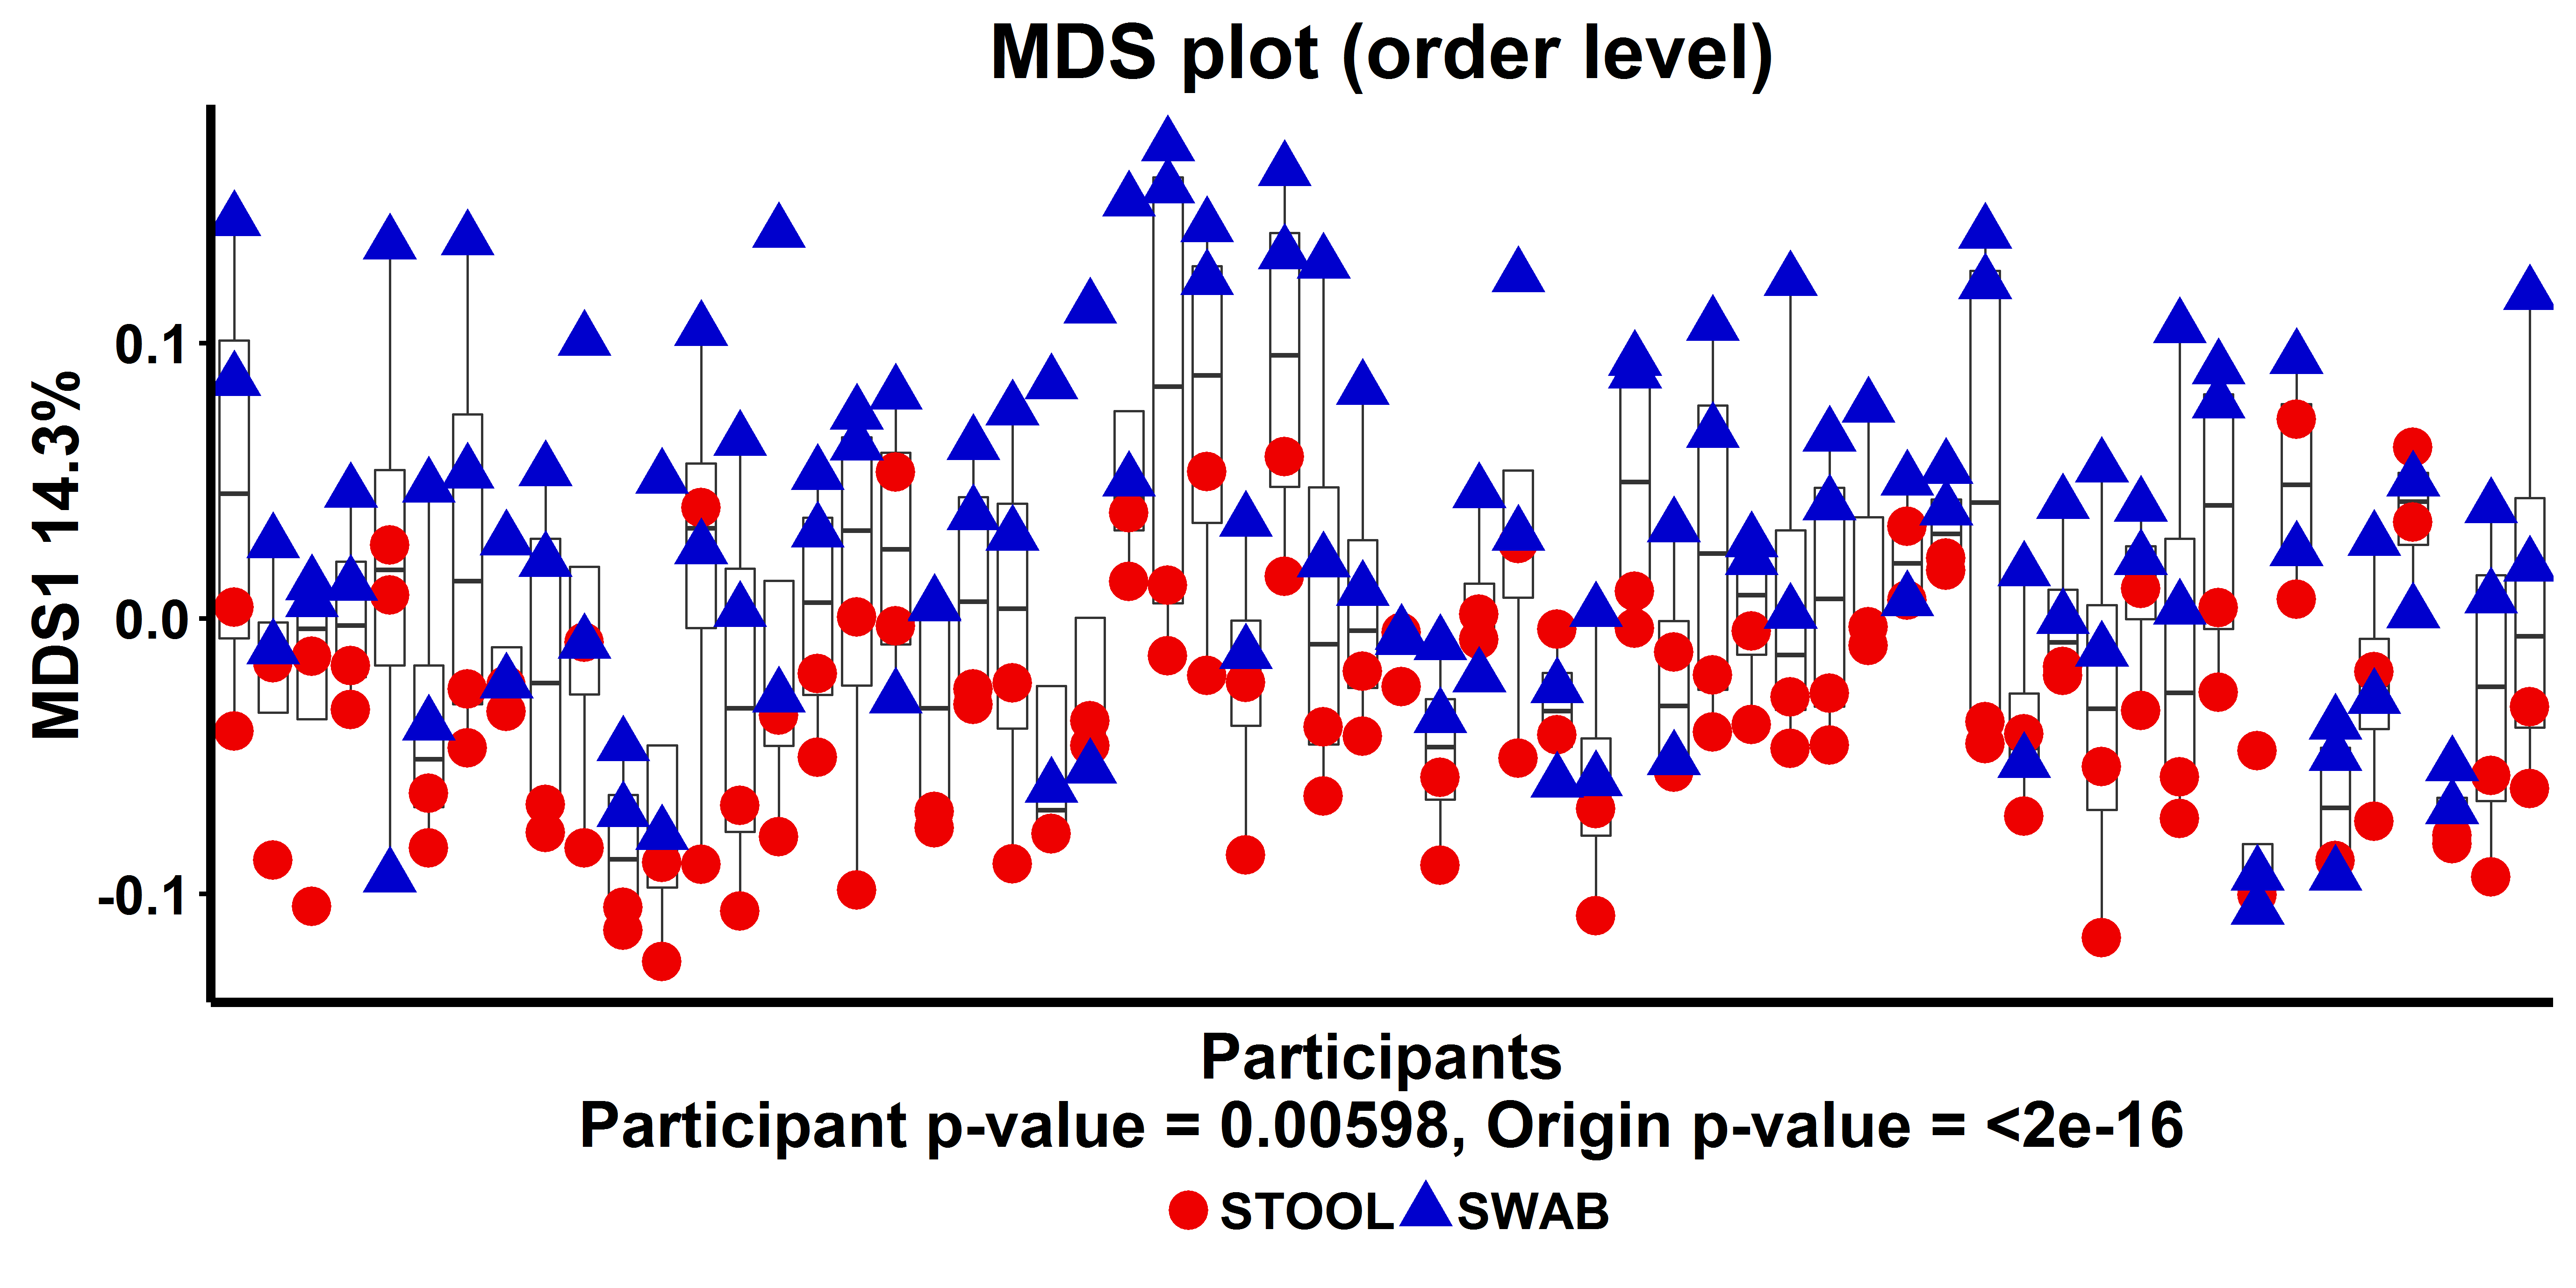 MDS plot (order level)
MDS1 14.3%
0.1
0.0
-0.1
Participants
Participant p-value = 0.00598, Origin p-value = <2e-16
STOOL SWAB